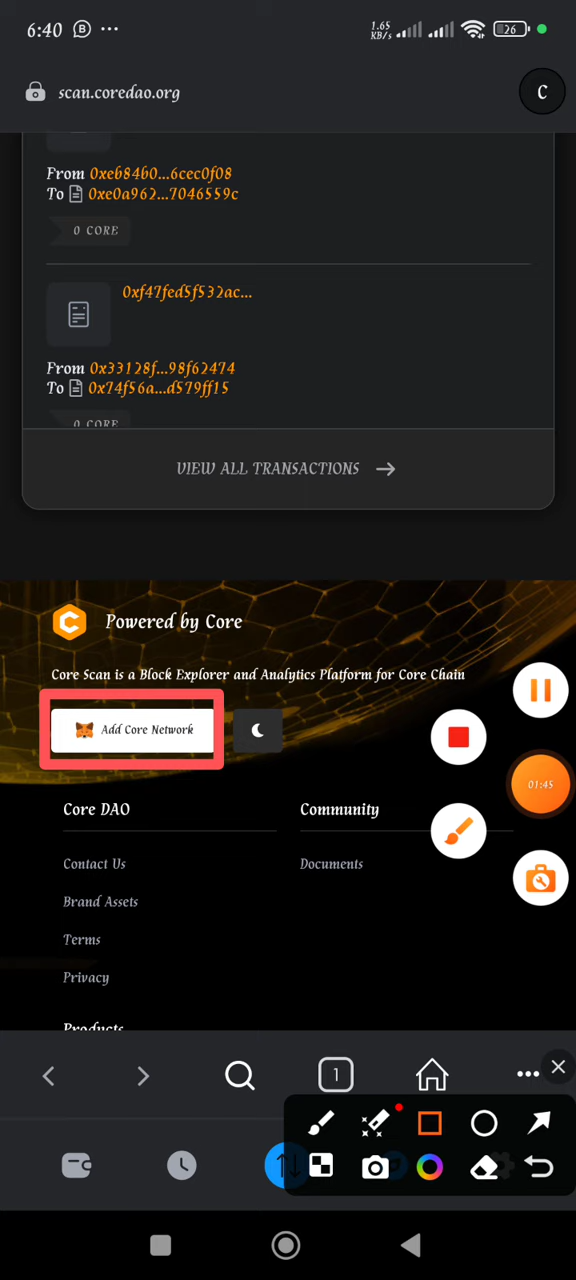 6:40
1.65
KB/s
26
scan.coredao.org
C
From 0xeb84b0...6cec0f08
To 0xe0a962...7046559c
0 CORE
0xf47fed5f532ac...
From 0x33128f...98f62474
To 0x74f56a...d579ff15
0 CORE
VIEW ALL TRANSACTIONS
Powered by Core
Core Scan is a Block Explorer and Analytics Platform for Core Chain
Add Core Network
01:45
Core DAO
Community
Contact Us
Documents
Brand Assets
Terms
Privacy
Products
1